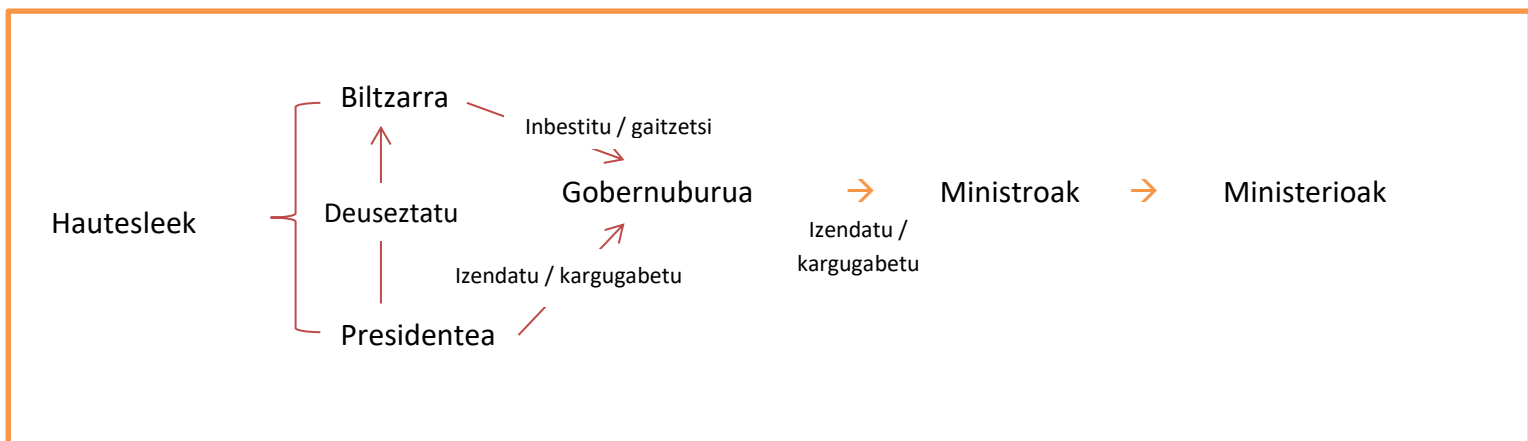 Biltzarra
Inbestitu / gaitzetsi
Gobernuburua
Ministroak
Ministerioak
Hautesleek
Deuseztatu
Izendatu /
kargugabetu
Izendatu / kargugabetu
Presidentea